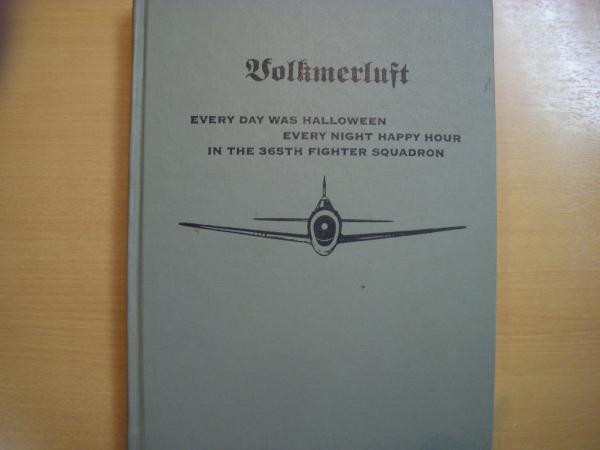 Volkmerluft
EVERY DAY WAS HALLOWEEN
EVERY NIGHT HAPPY HOUR
IN THE 365TH FIGHTER SQUADRON